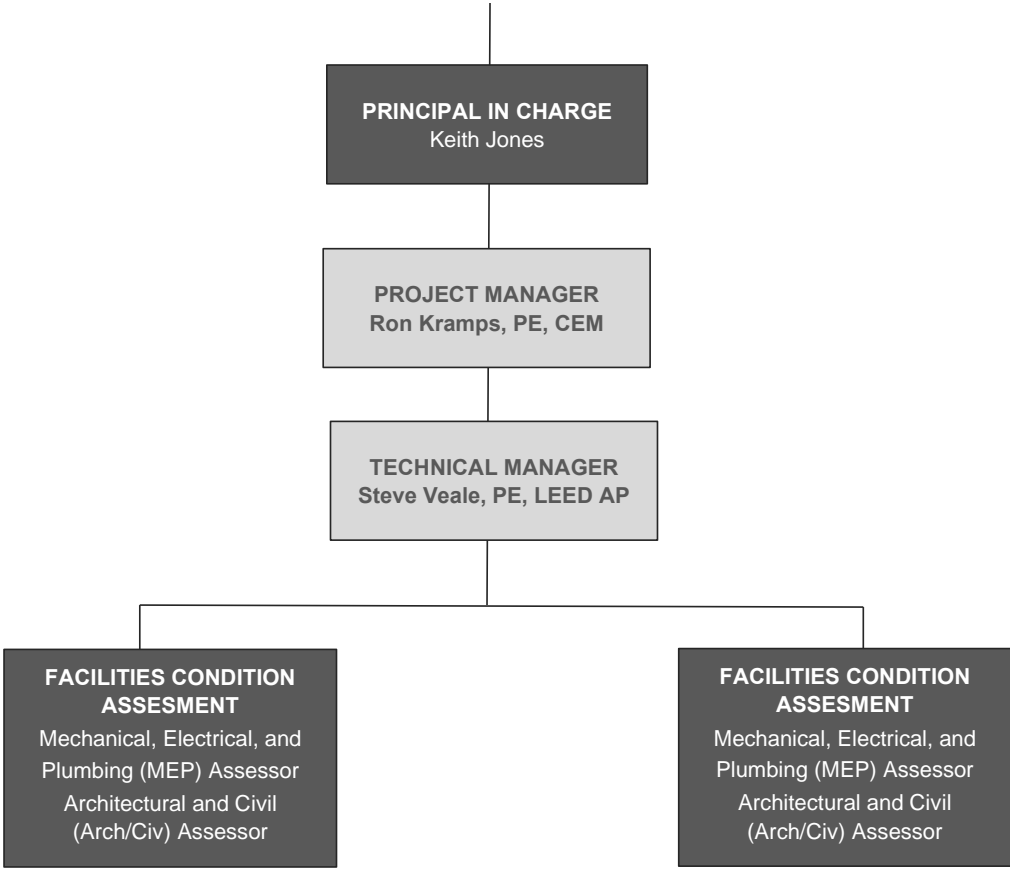 PRINCIPAL IN CHARGE
Keith Jones
PROJECT MANAGER
Ron Kramps, PE, CEM
TECHNICAL MANAGER
Steve Veale, PE, LEED AP
FACILITIES CONDITION
ASSESMENT
Mechanical, Electrical, and
Plumbing (MEP) Assessor
Architectural and Civil
(Arch/Civ) Assessor
FACILITIES CONDITION
ASSESMENT
Mechanical, Electrical, and
Plumbing (MEP) Assessor
Architectural and Civil
(Arch/Civ) Assessor